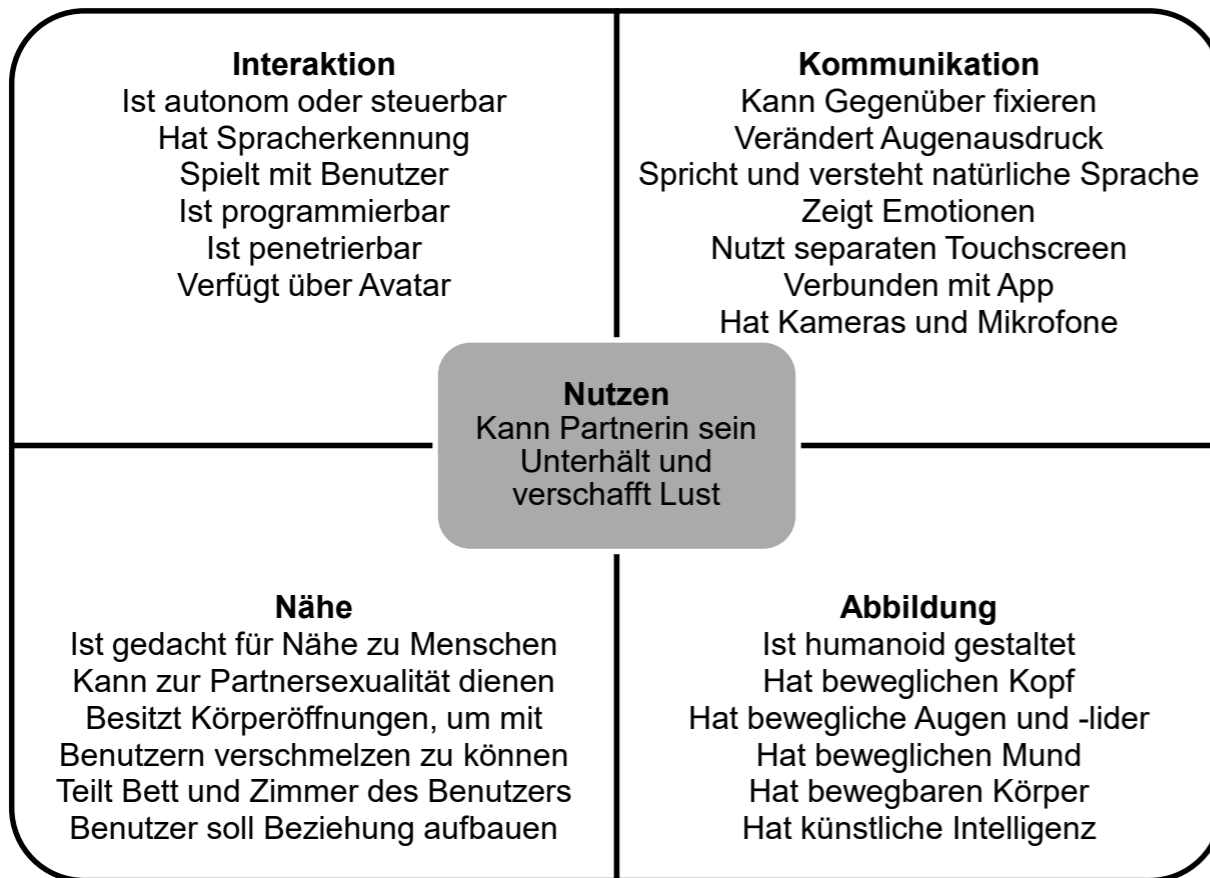 Interaktion
Ist autonom oder steuerbar
Hat Spracherkennung
Spielt mit Benutzer
Ist programmierbar
Ist penetrierbar
Verfügt über Avatar
Kommunikation
Kann Gegenüber fixieren
Verändert Augenausdruck
Spricht und versteht natürliche Sprache
Zeigt Emotionen
Nutzt separaten Touchscreen
Verbunden mit App
Hat Kameras und Mikrofone
Nutzen
Kann Partnerin sein
Unterhält und
verschafft Lust
Nähe
Ist gedacht für Nähe zu Menschen
Kann zur Partnersexualität dienen
Besitzt Körperöffnungen, um mit
Benutzern verschmelzen zu können
Teilt Bett und Zimmer des Benutzers
Benutzer soll Beziehung aufbauen
Abbildung
Ist humanoid gestaltet
Hat beweglichen Kopf
Hat bewegliche Augen und -lider
Hat beweglichen Mund
Hat bewegbaren Körper
Hat künstliche Intelligenz